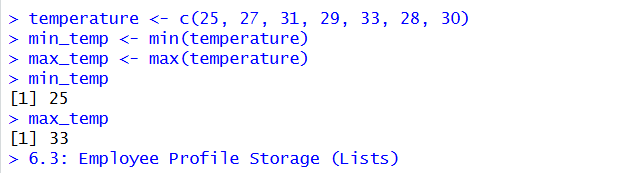 > temperature <- c(25, 27, 31, 29, 33, 28, 30)
> min_temp <- min(temperature)
> max_temp <- max(temperature)
> min_temp
[1] 25
> max_temp
[1] 33
> 6.3: Employee Profile Storage (Lists)